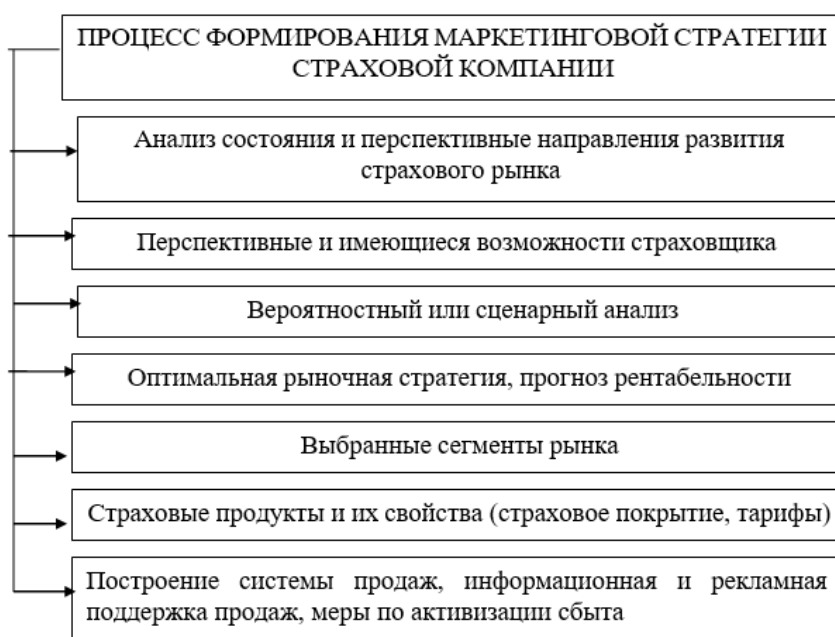 ПРОЦЕСС ФОРМИРОВАНИЯ МАРКЕТИНГОВОЙ СТРАТЕГИИ
СТРАХОВОЙ КОМПАНИИ
Анализ состояния и перспективные направления развития
страхового рынка
Перспективные и имеющиеся возможности страховщика
Вероятностный или сценарный анализ
Оптимальная рыночная стратегия, прогноз рентабельности
Выбранные сегменты рынка
Страховые продукты и их свойства (страховое покрытие, тарифы)
Построение системы продаж, информационная и рекламная
поддержка продаж, меры по активизации сбыта